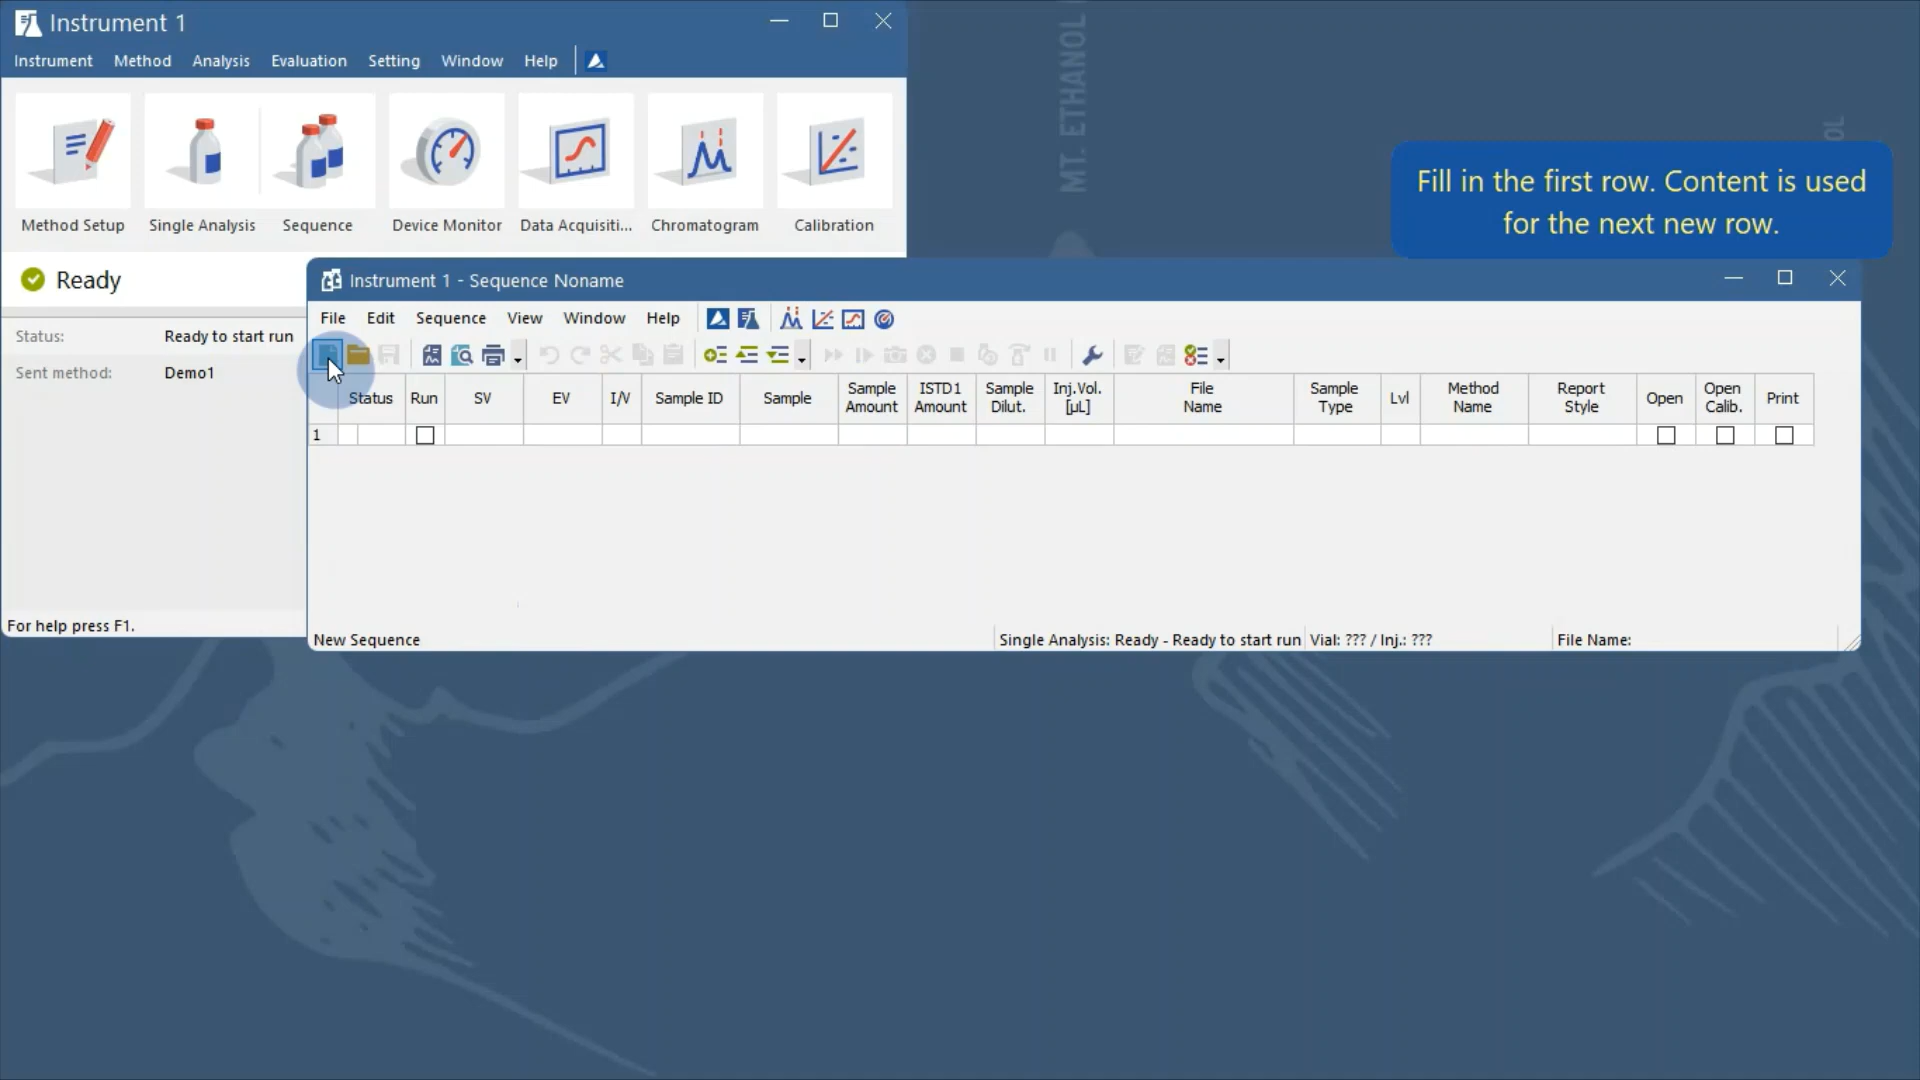 Instrument 1
Instrument Method Analysis Evaluation Setting Window Help
Method Setup Single Analysis Sequence Device Monitor Data Acquisiti... Chromatogram Calibration
Ready
Status: Ready to start run
Sent method: Demo1
For help press F1.
MT. ETHANOL
OL
Fill in the first row. Content is used
for the next new row.
Instrument 1 - Sequence Noname
File Edit Sequence View Window Help
Status Run SV EV I/V Sample ID Sample Sample Amount ISTD1 Amount Sample Dilut. Inj.Vol. [µL] File Name Sample Type Lvl Method Name Report Style Open Open Calib. Print
1
New Sequence
Single Analysis: Ready - Ready to start run Vial: ??? / Inj.: ??? File Name: